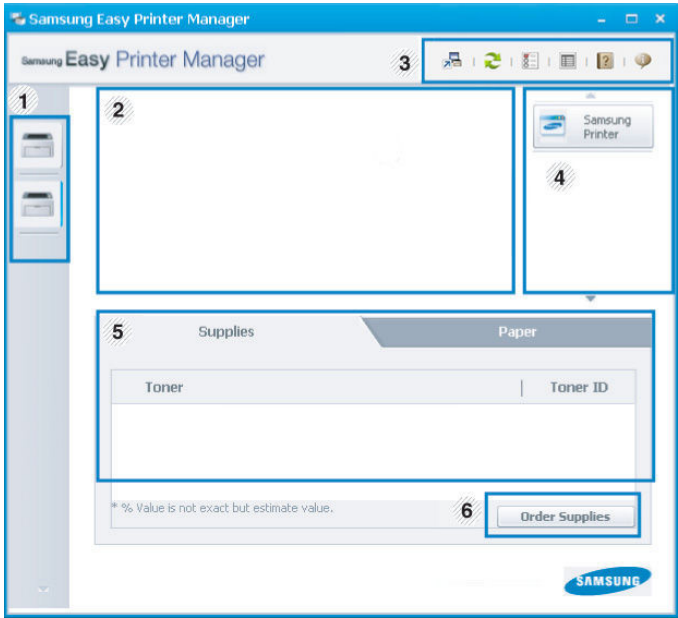 Samsung Easy Printer Manager
Samsung Easy Printer Manager
3
1
2
Samsung
Printer
4
5
Supplies
Paper
Toner
Toner ID
* % Value is not exact but estimate value.
6
Order Supplies
SAMSUNG